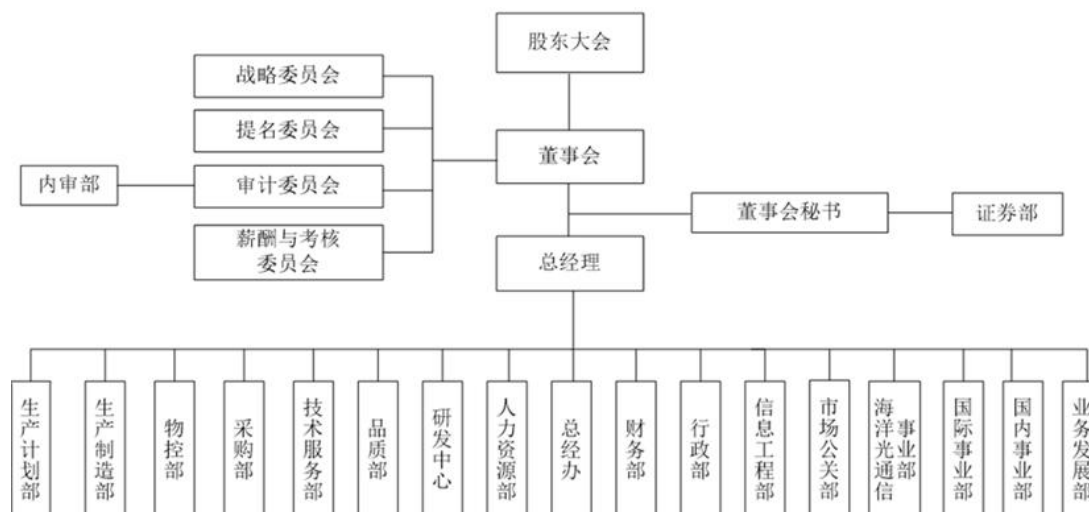 股东大会
战略委员会
提名委员会
董事会
内审部
审计委员会
董事会秘书
证券部
薪酬与考核
委员会
总经理
生产计划部
生产制造部
物控部
采购部
技术服务部
品质部
研发中心
人力资源部
总经办
财务部
行政部
信息工程部
市场公关部
海洋光通信
事业部
国际事业部
国内事业部
业务发展部